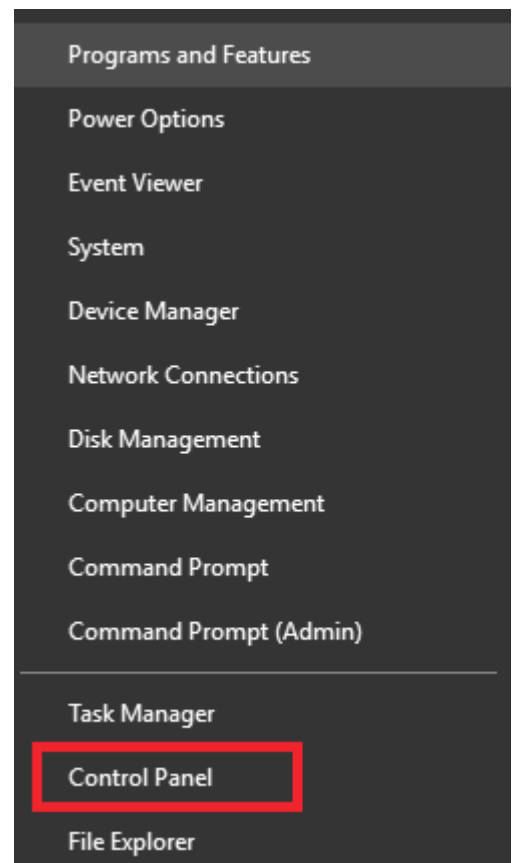 Programs and Features
Power Options
Event Viewer
System
Device Manager
Network Connections
Disk Management
Computer Management
Command Prompt
Command Prompt (Admin)
Task Manager
Control Panel
File Explorer